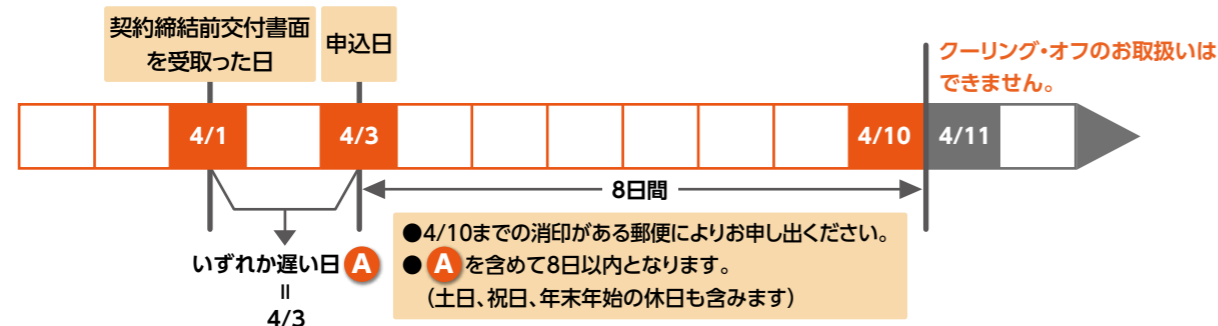 契約締結前交付書面
を受取った日
申込日
クーリング・オフのお取扱いは
できません。
4/1
4/3
4/10
4/11
8日間
いずれか遅い日 A
=
4/3
●4/10までの消印がある郵便によりお申し出ください。
● A を含めて8日以内となります。
（土日、祝日、年末年始の休日も含みます）